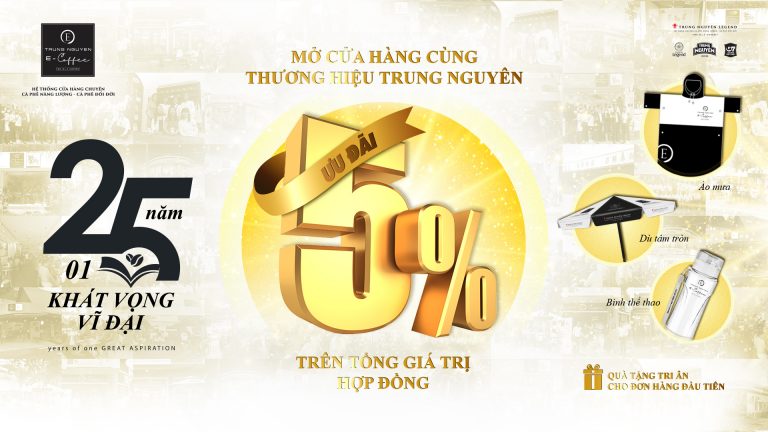 TRUNG NGUYEN
E-Coffee
HỆ THỐNG CỬA HÀNG CHUYÊN
CÀ PHÊ NĂNG LƯỢNG - CÀ PHÊ ĐỔI ĐỜI
MỞ CỬA HÀNG CÙNG
THƯƠNG HIỆU TRUNG NGUYÊN
TRUNG NGUYÊN LEGEND
ƯU ĐÃI
15%
25
năm
01
KHÁT VỌNG
VĨ ĐẠI
years of one GREAT ASPIRATION
TRÊN TỔNG GIÁ TRỊ
HỢP ĐỒNG
Áo mưa
Dù tâm tròn
Bình thể thao
QUÀ TẶNG TRI ÂN
CHO ĐƠN HÀNG ĐẦU TIÊN